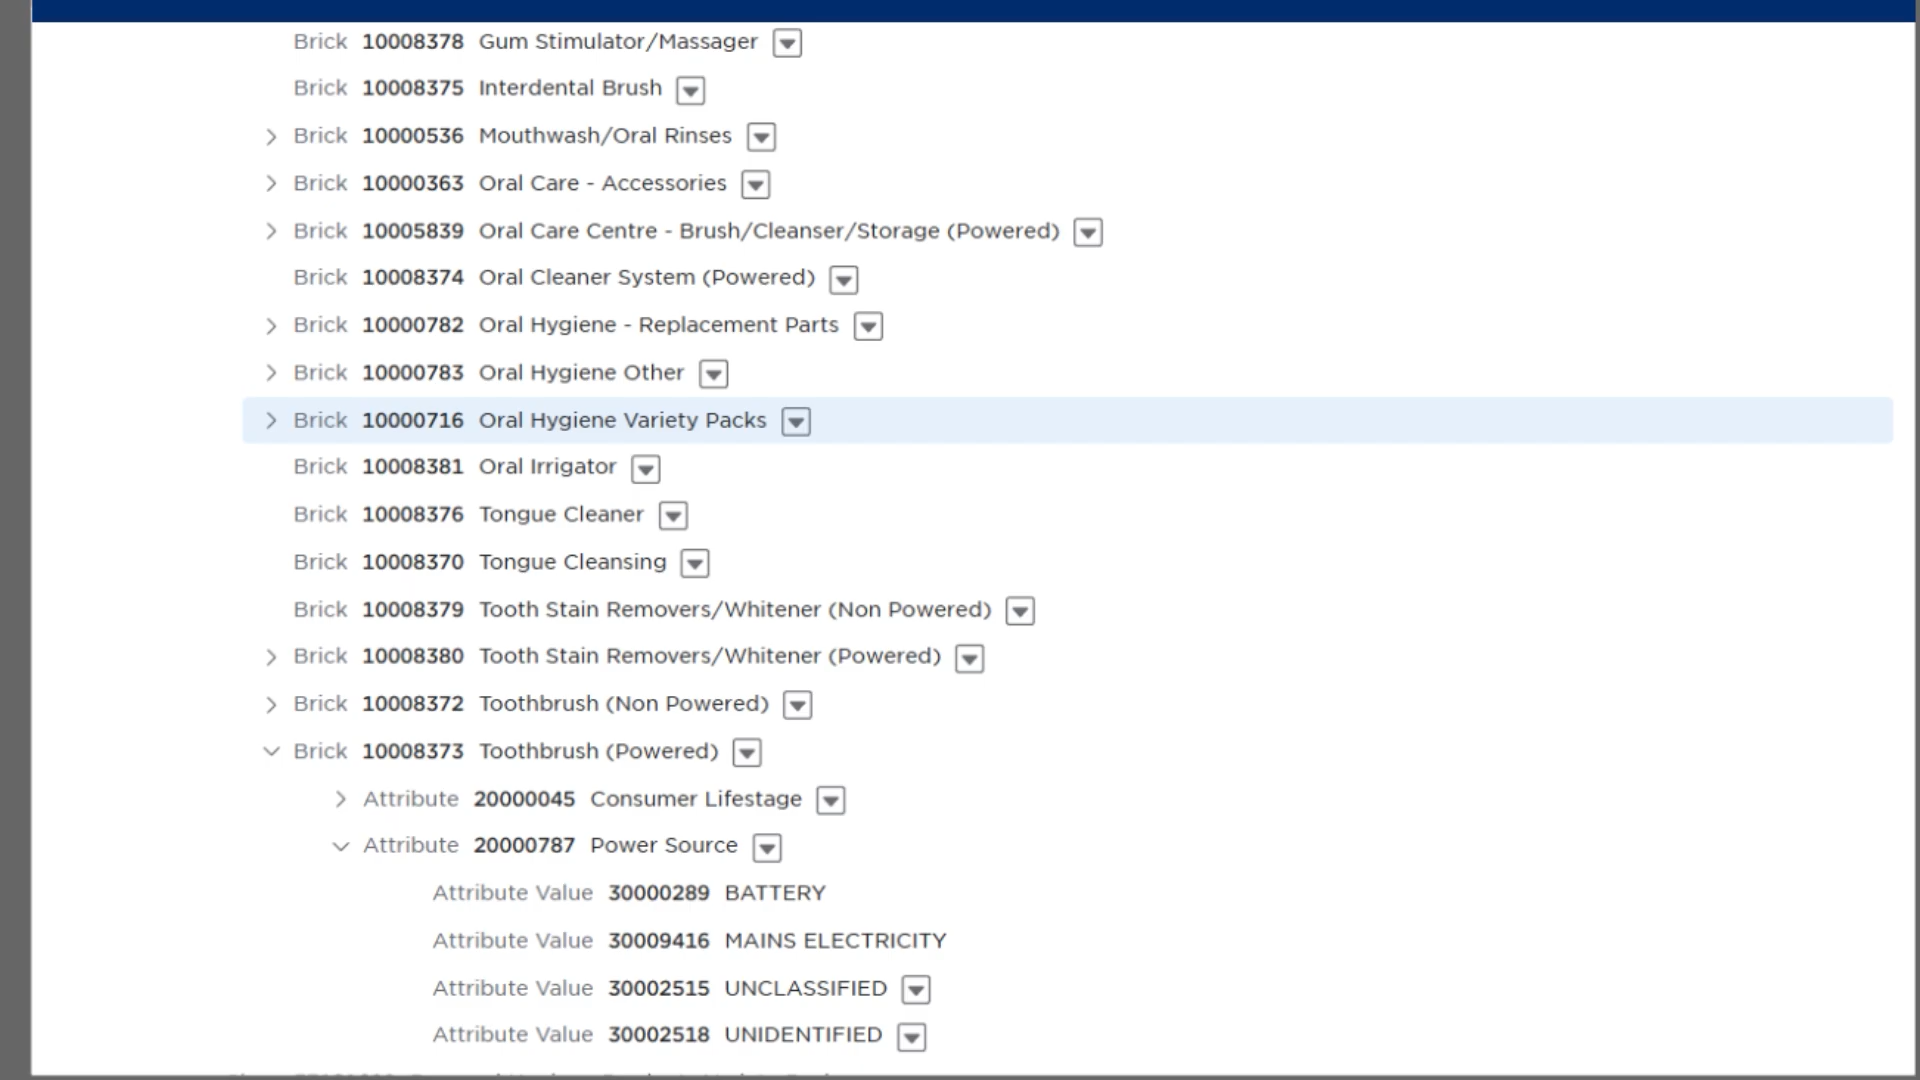 Brick 10008378 Gum Stimulator/Massager
Brick 10008375 Interdental Brush
Brick 10000536 Mouthwash/Oral Rinses
Brick 10000363 Oral Care - Accessories
Brick 10005839 Oral Care Centre - Brush/Cleanser/Storage (Powered)
Brick 10008374 Oral Cleaner System (Powered)
Brick 10000782 Oral Hygiene - Replacement Parts
Brick 10000783 Oral Hygiene Other
Brick 10000716 Oral Hygiene Variety Packs
Brick 10008381 Oral Irrigator
Brick 10008376 Tongue Cleaner
Brick 10008370 Tongue Cleansing
Brick 10008379 Tooth Stain Removers/Whitener (Non Powered)
Brick 10008380 Tooth Stain Removers/Whitener (Powered)
Brick 10008372 Toothbrush (Non Powered)
Brick 10008373 Toothbrush (Powered)
Attribute 20000045 Consumer Lifestage
Attribute 20000787 Power Source
Attribute Value 30000289 BATTERY
Attribute Value 30009416 MAINS ELECTRICITY
Attribute Value 30002515 UNCLASSIFIED
Attribute Value 30002518 UNIDENTIFIED